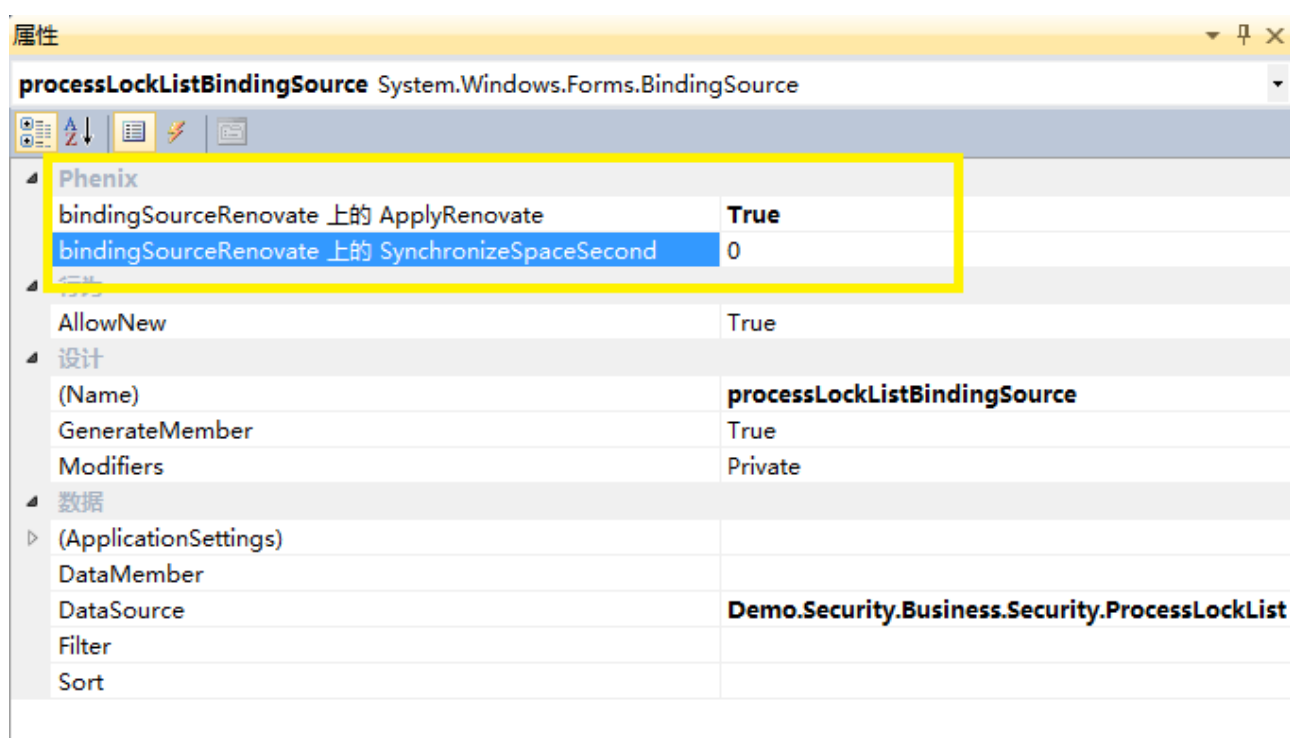 属性
processLockListBindingSource System.Windows.Forms.BindingSource
Phenix
bindingSourceRenovate 上的 ApplyRenovate True
bindingSourceRenovate 上的 SynchronizeSpaceSecond 0
行为
AllowNew True
设计
(Name) processLockListBindingSource
GenerateMember True
Modifiers Private
数据
(ApplicationSettings)
DataMember
DataSource Demo.Security.Business.Security.ProcessLockList
Filter
Sort